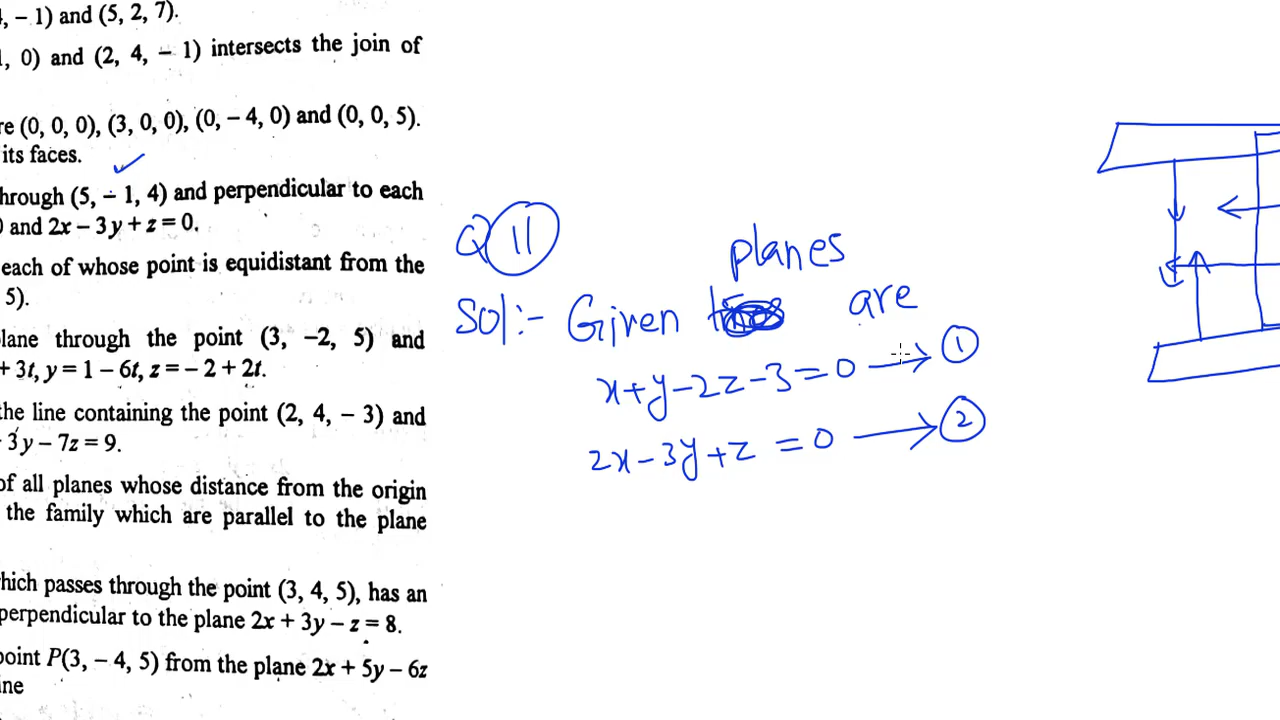 , − 1) and (5, 2, 7).
, 0) and (2, 4, − 1) intersects the join of
re (0, 0, 0), (3, 0, 0), (0, − 4, 0) and (0, 0, 5).
its faces.
hrough (5, − 1, 4) and perpendicular to each
and 2x − 3y + z = 0.
each of whose point is equidistant from the
5).
lane through the point (3, −2, 5) and
+ 3t, y = 1 − 6t, z = − 2 + 2t.
the line containing the point (2, 4, − 3) and
3y − 7z = 9.
of all planes whose distance from the origin
the family which are parallel to the plane
hich passes through the point (3, 4, 5), has an
perpendicular to the plane 2x + 3y − z = 8.
point P(3, − 4, 5) from the plane 2x + 5y − 6z
ine
Q 11
planes
Sol:- Given are
x+y-2z-3=0 → 1
2x-3y+z =0 → 2